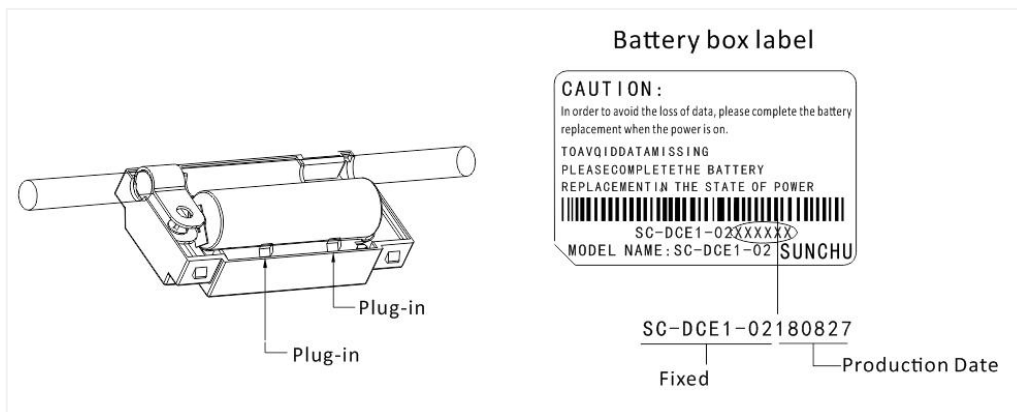 Battery box label
CAUTION:
In order to avoid the loss of data, please complete the battery
replacement when the power is on.
TOAVQIDDATAMISSING
PLEASECOMPLETETHE BATTERY
REPLACEMENTIN THE STATE OF POWER
SC-DCE1-02XXXXXX
MODEL NAME:SC-DCE1-02 SUNCHU
Plug-in
Plug-in
SC-DCE1-02180827
Fixed
Production Date